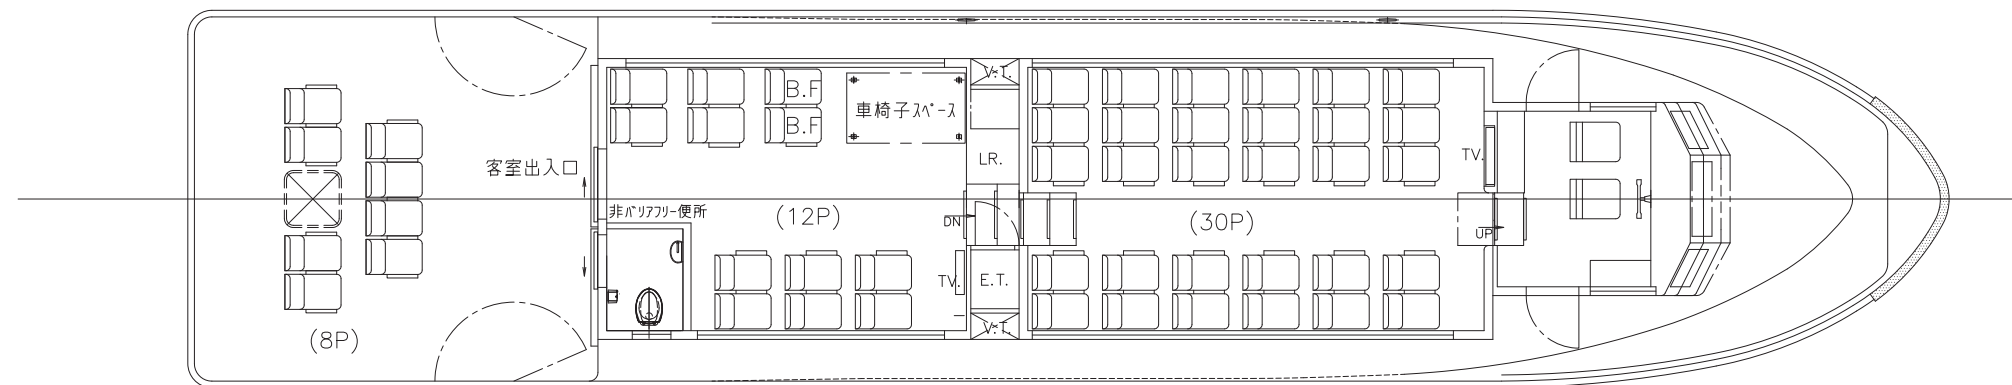 V.T.
B.F
B.F
車椅子スペース
客室出入口
LR.
TV.
非バリアフリー便所
(12P)
DN
(30P)
UP
TV.
E.T.
V.T.
(8P)